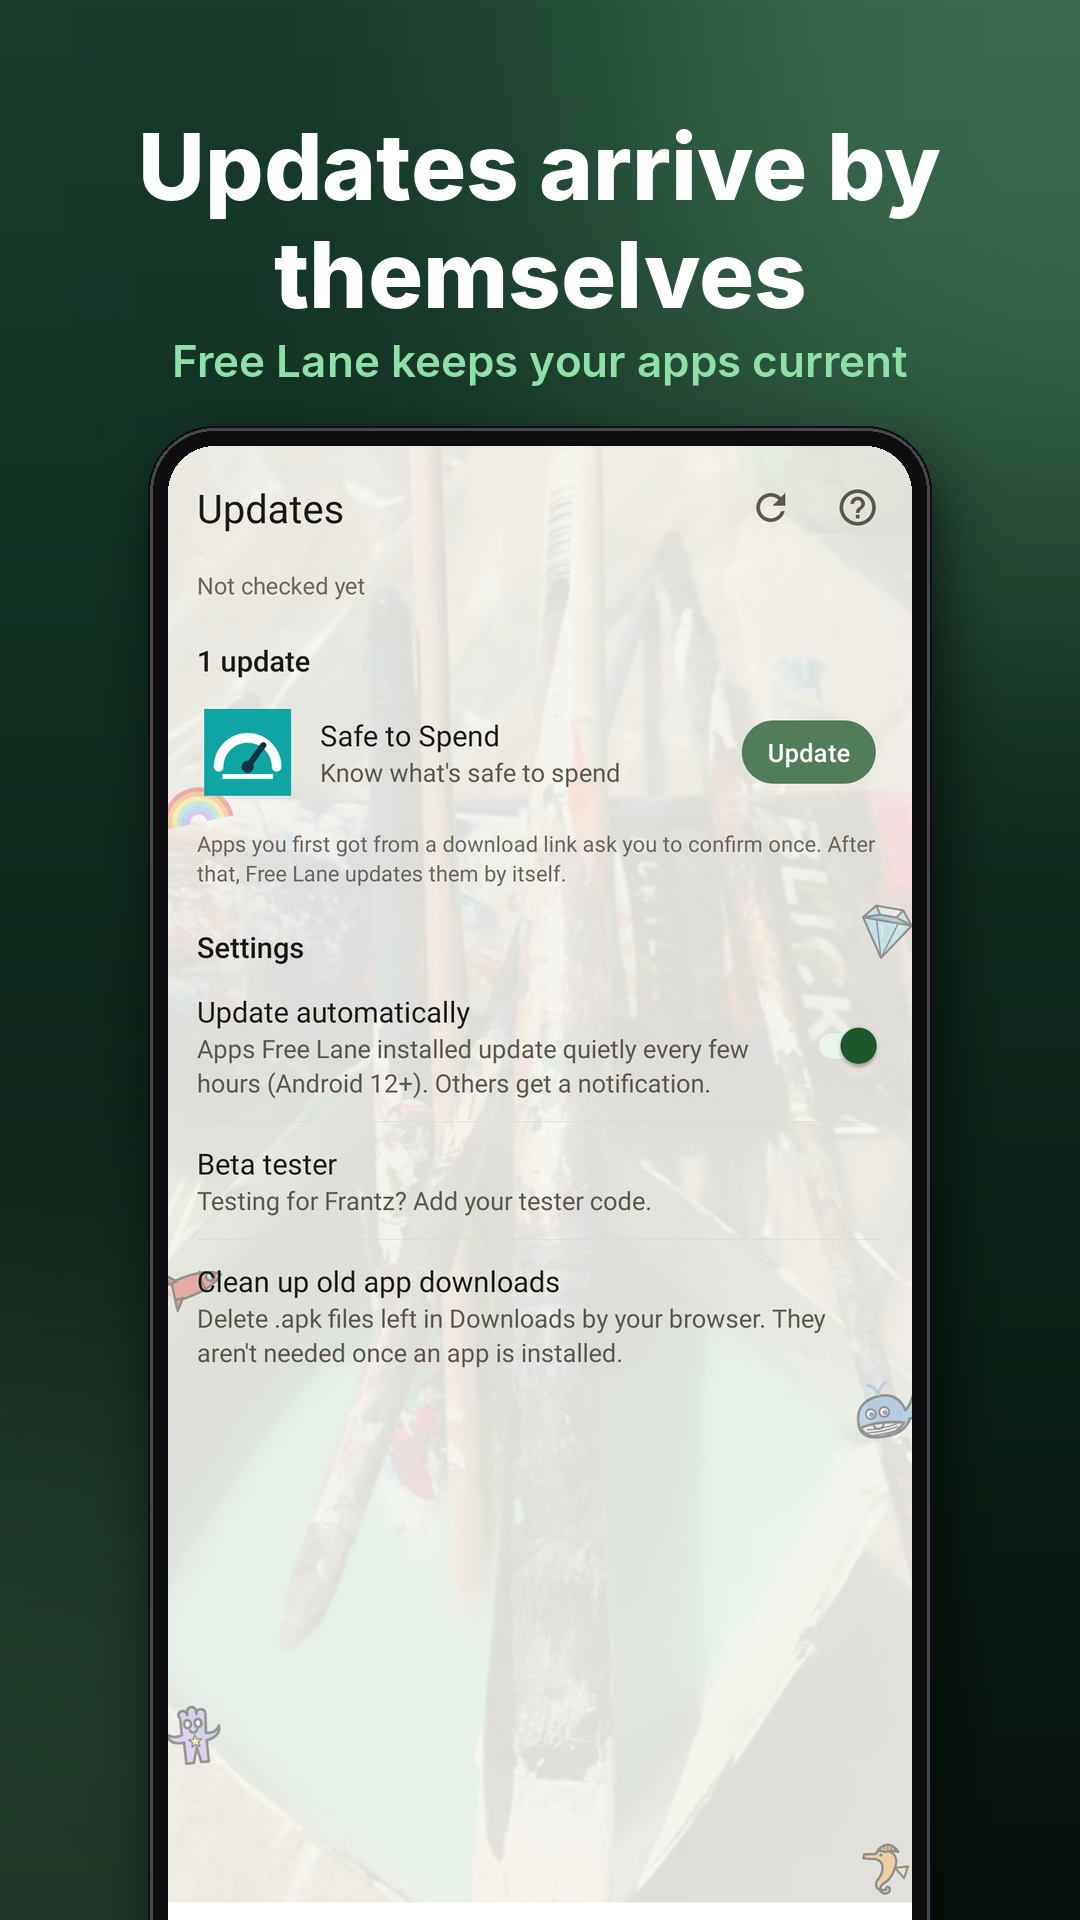 Updates arrive by
themselves
Free Lane keeps your apps current
Updates
Not checked yet
1 update
Safe to Spend
Know what's safe to spend
Update
Apps you first got from a download link ask you to confirm once. After
that, Free Lane updates them by itself.
BLICK
Settings
Update automatically
Apps Free Lane installed update quietly every few
hours (Android 12+). Others get a notification.
Beta tester
Testing for Frantz? Add your tester code.
Clean up old app downloads
Delete .apk files left in Downloads by your browser. They
aren't needed once an app is installed.